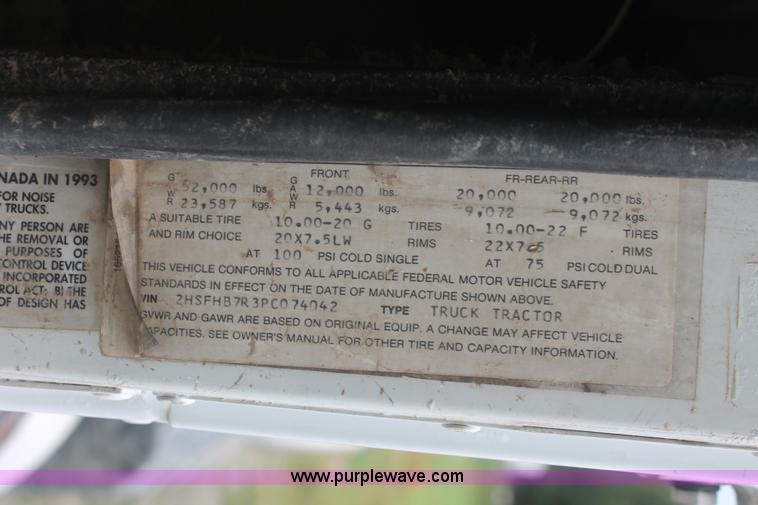 NADA IN 1993
FOR NOISE
TRUCKS.
NY PERSON ARE
HE REMOVAL OR
PURPOSES OF
CONTROL DEVICE
INCORPORATED
ROL ACT: B) THE
OF DESIGN HAS
FRONT FR-REAR-RR
GVWR 52,000 lbs. GAWR 12,000 lbs. 20,000 20,000 lbs.
23,587 kgs. 5,443 kgs. 9,072 - 9,072 kgs.
A SUITABLE TIRE 10.00-20 G TIRES 10.00-22 F TIRES
AND RIM CHOICE 20X7.5LW RIMS 22X7.5 RIMS
AT 100 PSI COLD SINGLE AT 75 PSI COLD DUAL
THIS VEHICLE CONFORMS TO ALL APPLICABLE FEDERAL MOTOR VEHICLE SAFETY
STANDARDS IN EFFECT ON THE DATE OF MANUFACTURE SHOWN ABOVE.
VIN 2HSFHB7R3PC074042 TYPE TRUCK TRACTOR
GVWR AND GAWR ARE BASED ON ORIGINAL EQUIP. A CHANGE MAY AFFECT VEHICLE
CAPACITIES. SEE OWNER'S MANUAL FOR OTHER TIRE AND CAPACITY INFORMATION.
www.purplewave.com